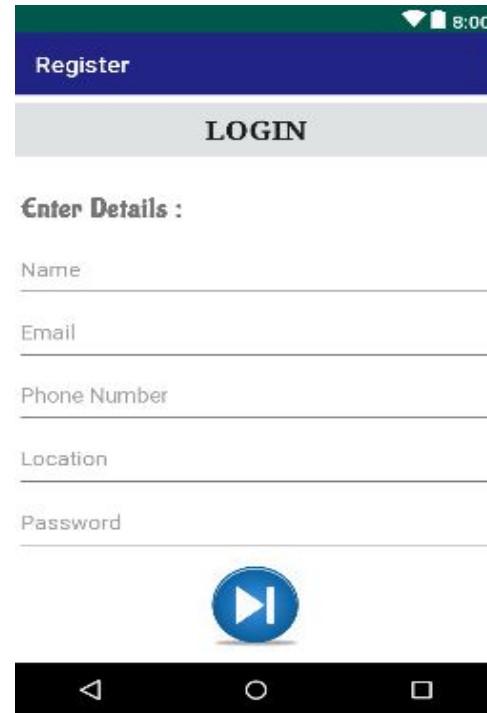 8:00
Register
LOGIN
Enter Details :
Name
Email
Phone Number
Location
Password